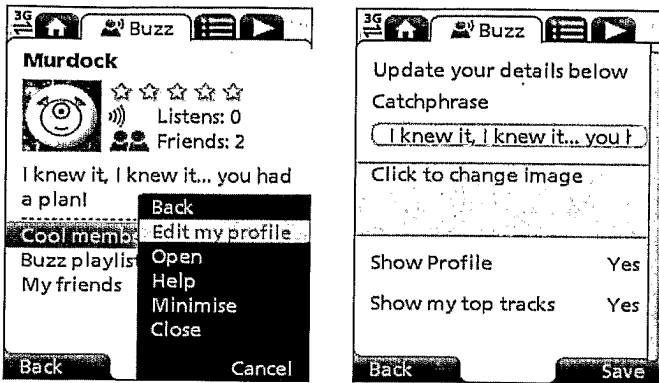 3G
Buzz
Murdock
Listens: 0
Friends: 2
I knew it, I knew it... you had
a plan!
Cool memb
Buzz playlist
My friends
Back
Edit my profile
Open
Help
Minimise
Close
Back
Cancel
3G
Buzz
Update your details below
Catchphrase
I knew it, I knew it... you
Click to change image
Show Profile Yes
Show my top tracks Yes
Back
Save